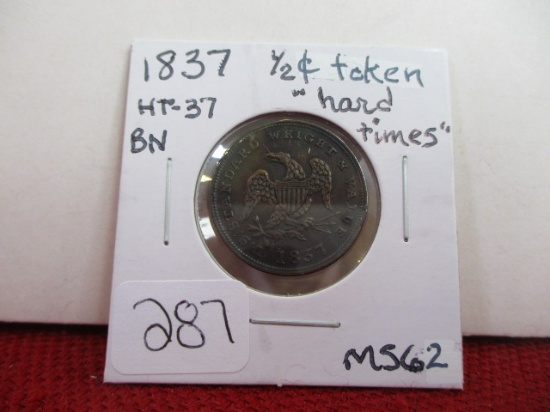 1837 ½¢ token
HT-37 "hard
BN times"
STANDARD WEIGHT & VALUE
1837
287
MS62